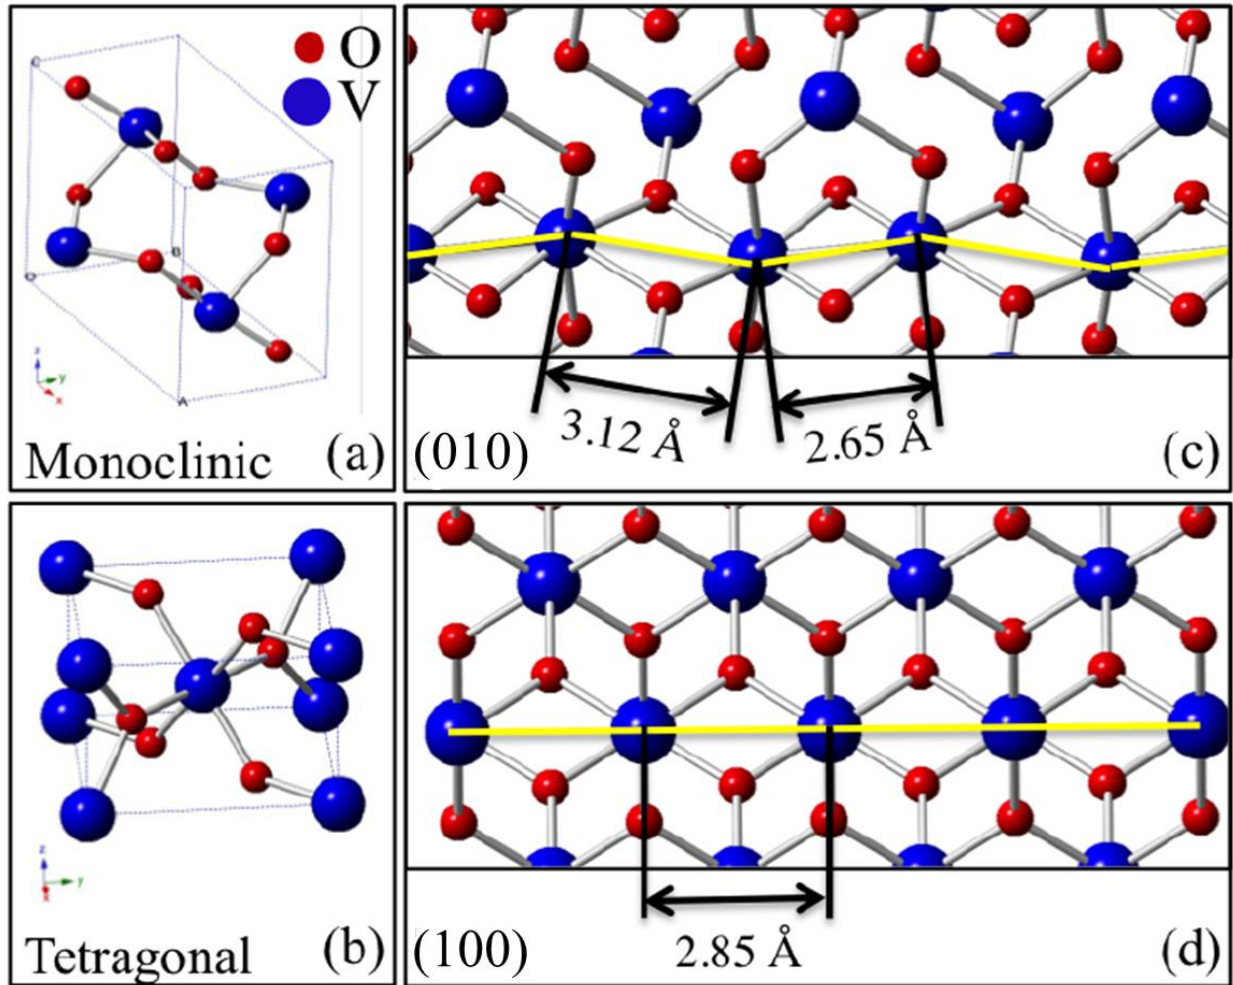 O
V
C
B
O
A
z
y
x
Monoclinic
(a)
3.12 Å
2.65 Å
(010)
(c)
z
y
x
Tetragonal
(b)
2.85 Å
(100)
(d)